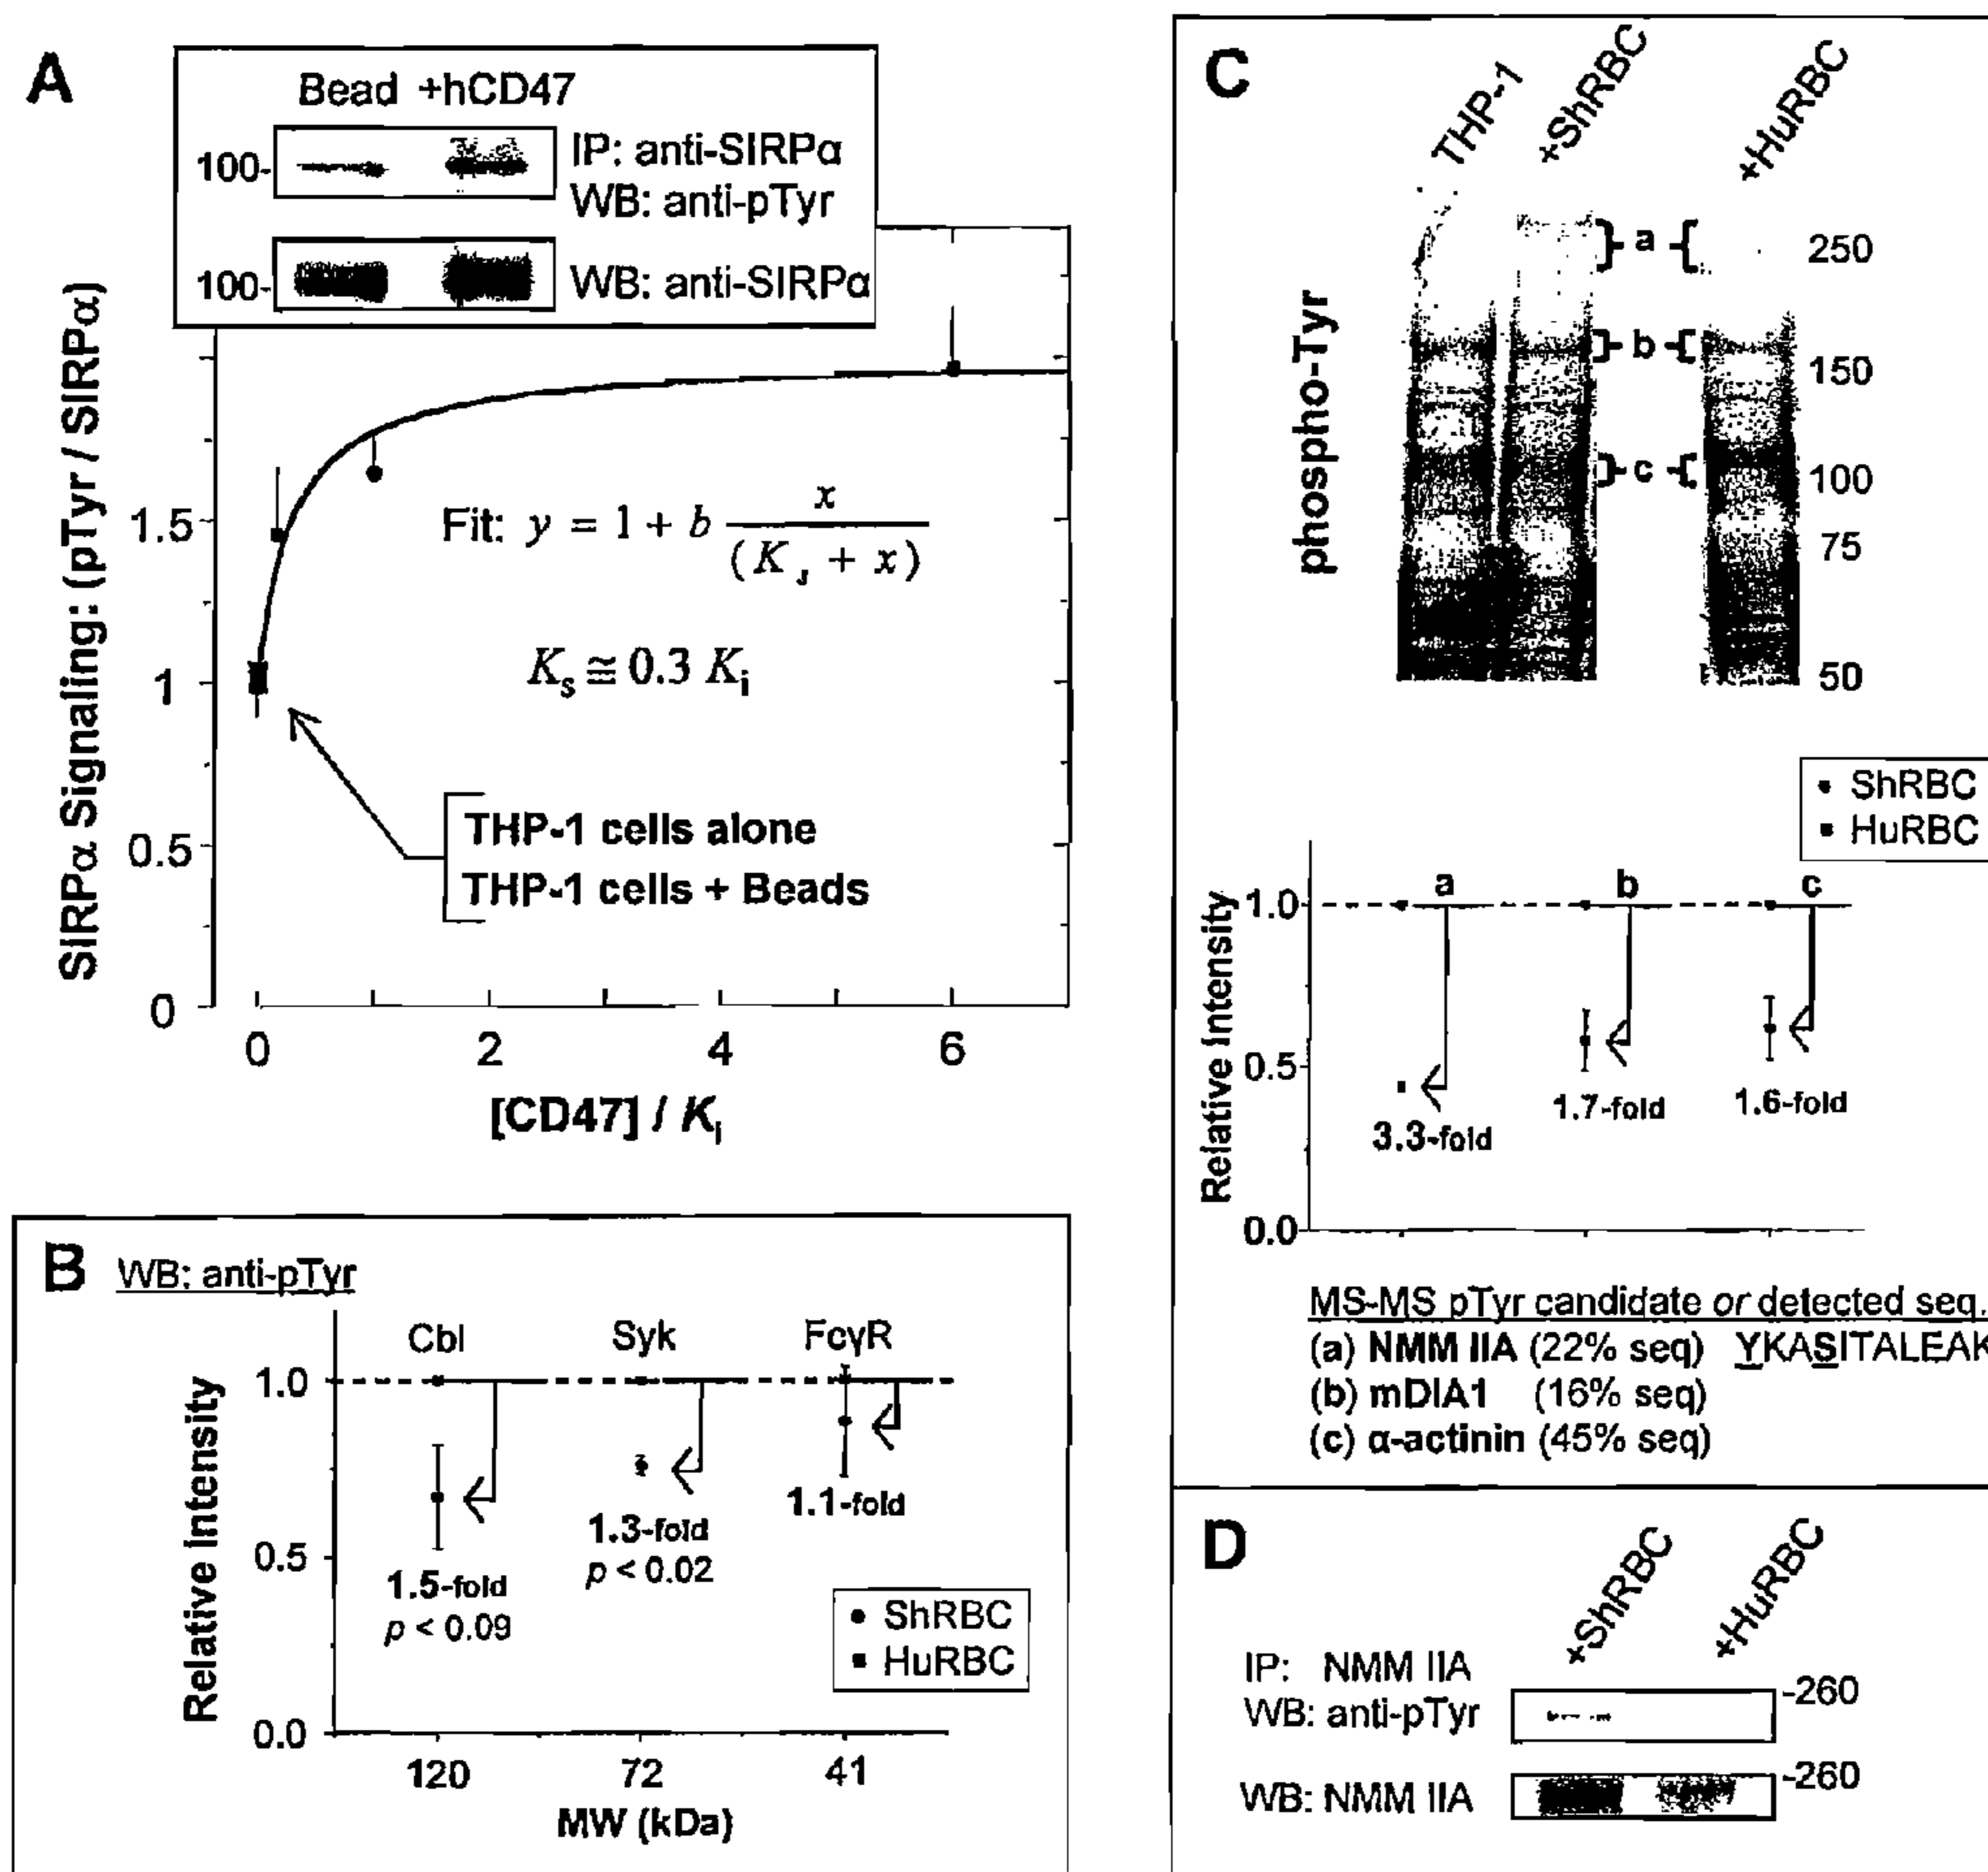 A
Bead +hCD47
100-
IP: anti-SIRPα
WB: anti-pTyr
100-
WB: anti-SIRPα
SIRPα Signaling: (pTyr / SIRPα)
1.5
1
0.5
0
Fit: y = 1 + b x / (K s + x)
Ks ≅ 0.3 Ki
THP-1 cells alone
THP-1 cells + Beads
0 2 4 6
[CD47] / Ki
B
WB: anti-pTyr
Cbl Syk FcγR
Relative Intensity
1.0
0.5
0.0
1.5-fold
p < 0.09
1.3-fold
p < 0.02
1.1-fold
ShRBC
HuRBC
120 72 41
MW (kDa)
C
THP-1 +ShRBC +HuRBC
phospho-Tyr
a
b
c
250
150
100
75
50
ShRBC
HuRBC
Relative Intensity
1.0
0.5
0.0
a b c
3.3-fold
1.7-fold
1.6-fold
MS-MS pTyr candidate or detected seq.
(a) NMM IIA (22% seq) YKASITALEAK
(b) mDIA1 (16% seq)
(c) α-actinin (45% seq)
D
+ShRBC +HuRBC
IP: NMM IIA
WB: anti-pTyr
-260
WB: NMM IIA
-260